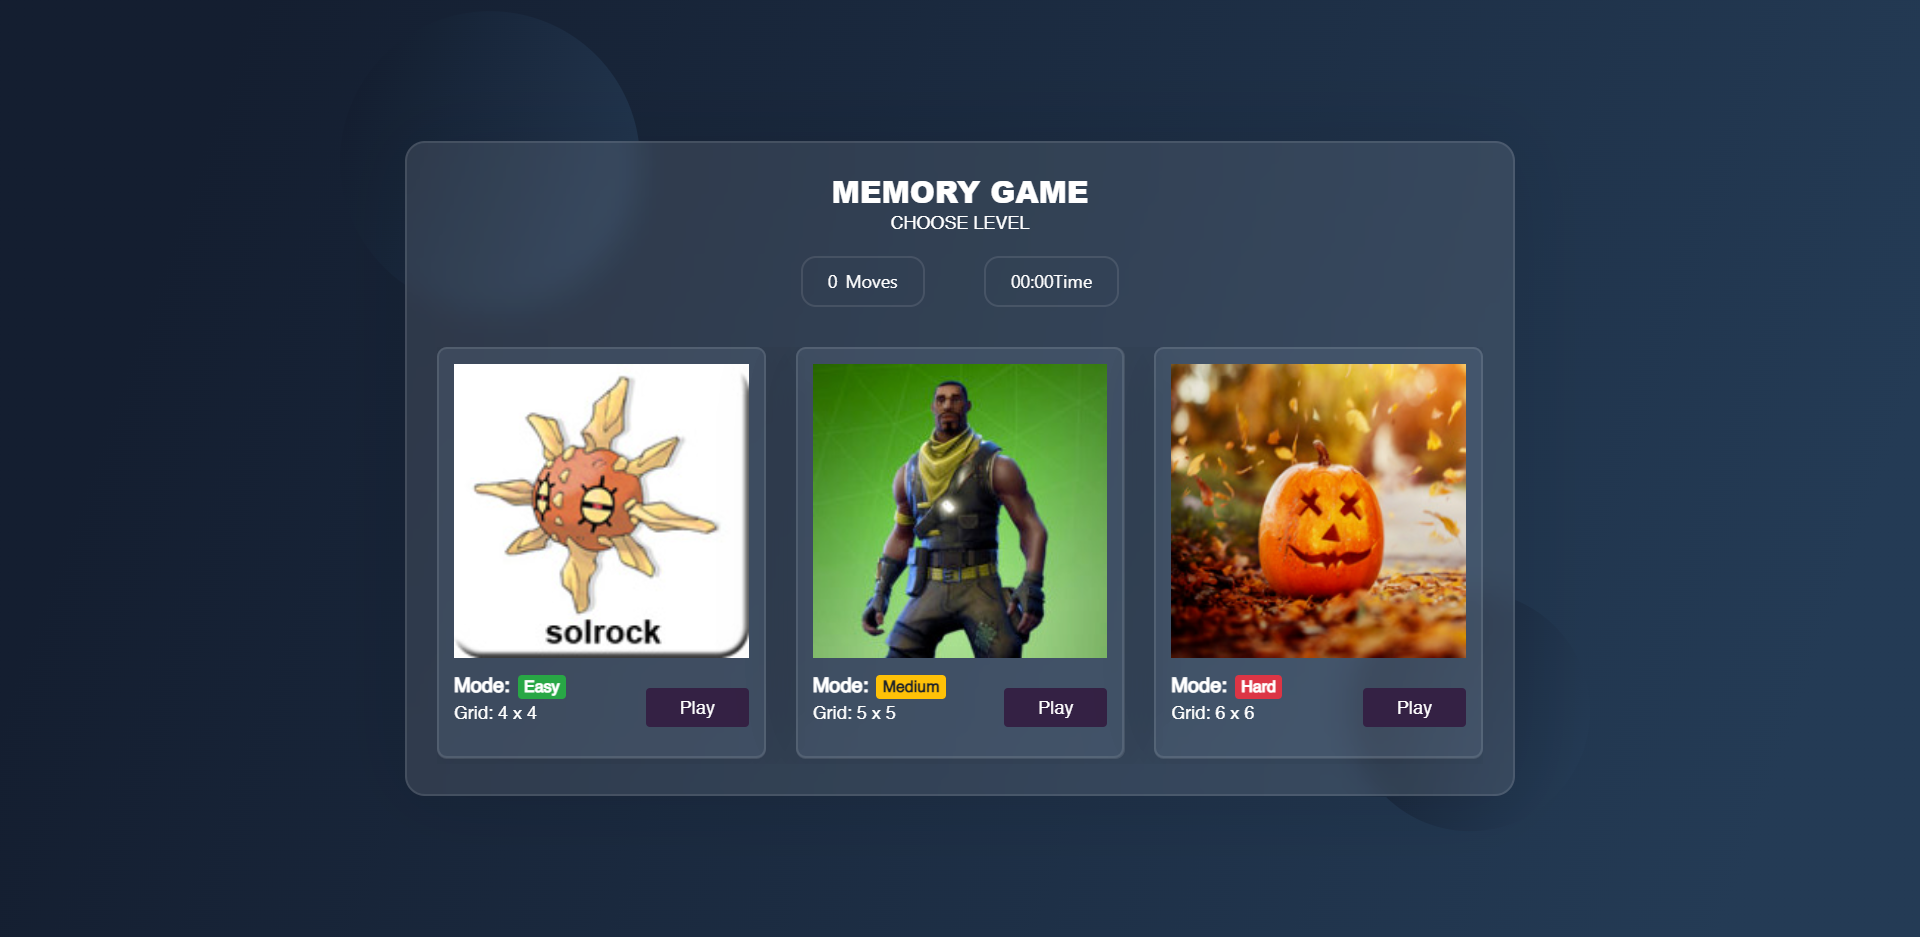 MEMORY GAME
CHOOSE LEVEL
0 Moves
00:00Time
solrock
Mode: Easy
Grid: 4 x 4
Play
Mode: Medium
Grid: 5 x 5
Play
Mode: Hard
Grid: 6 x 6
Play